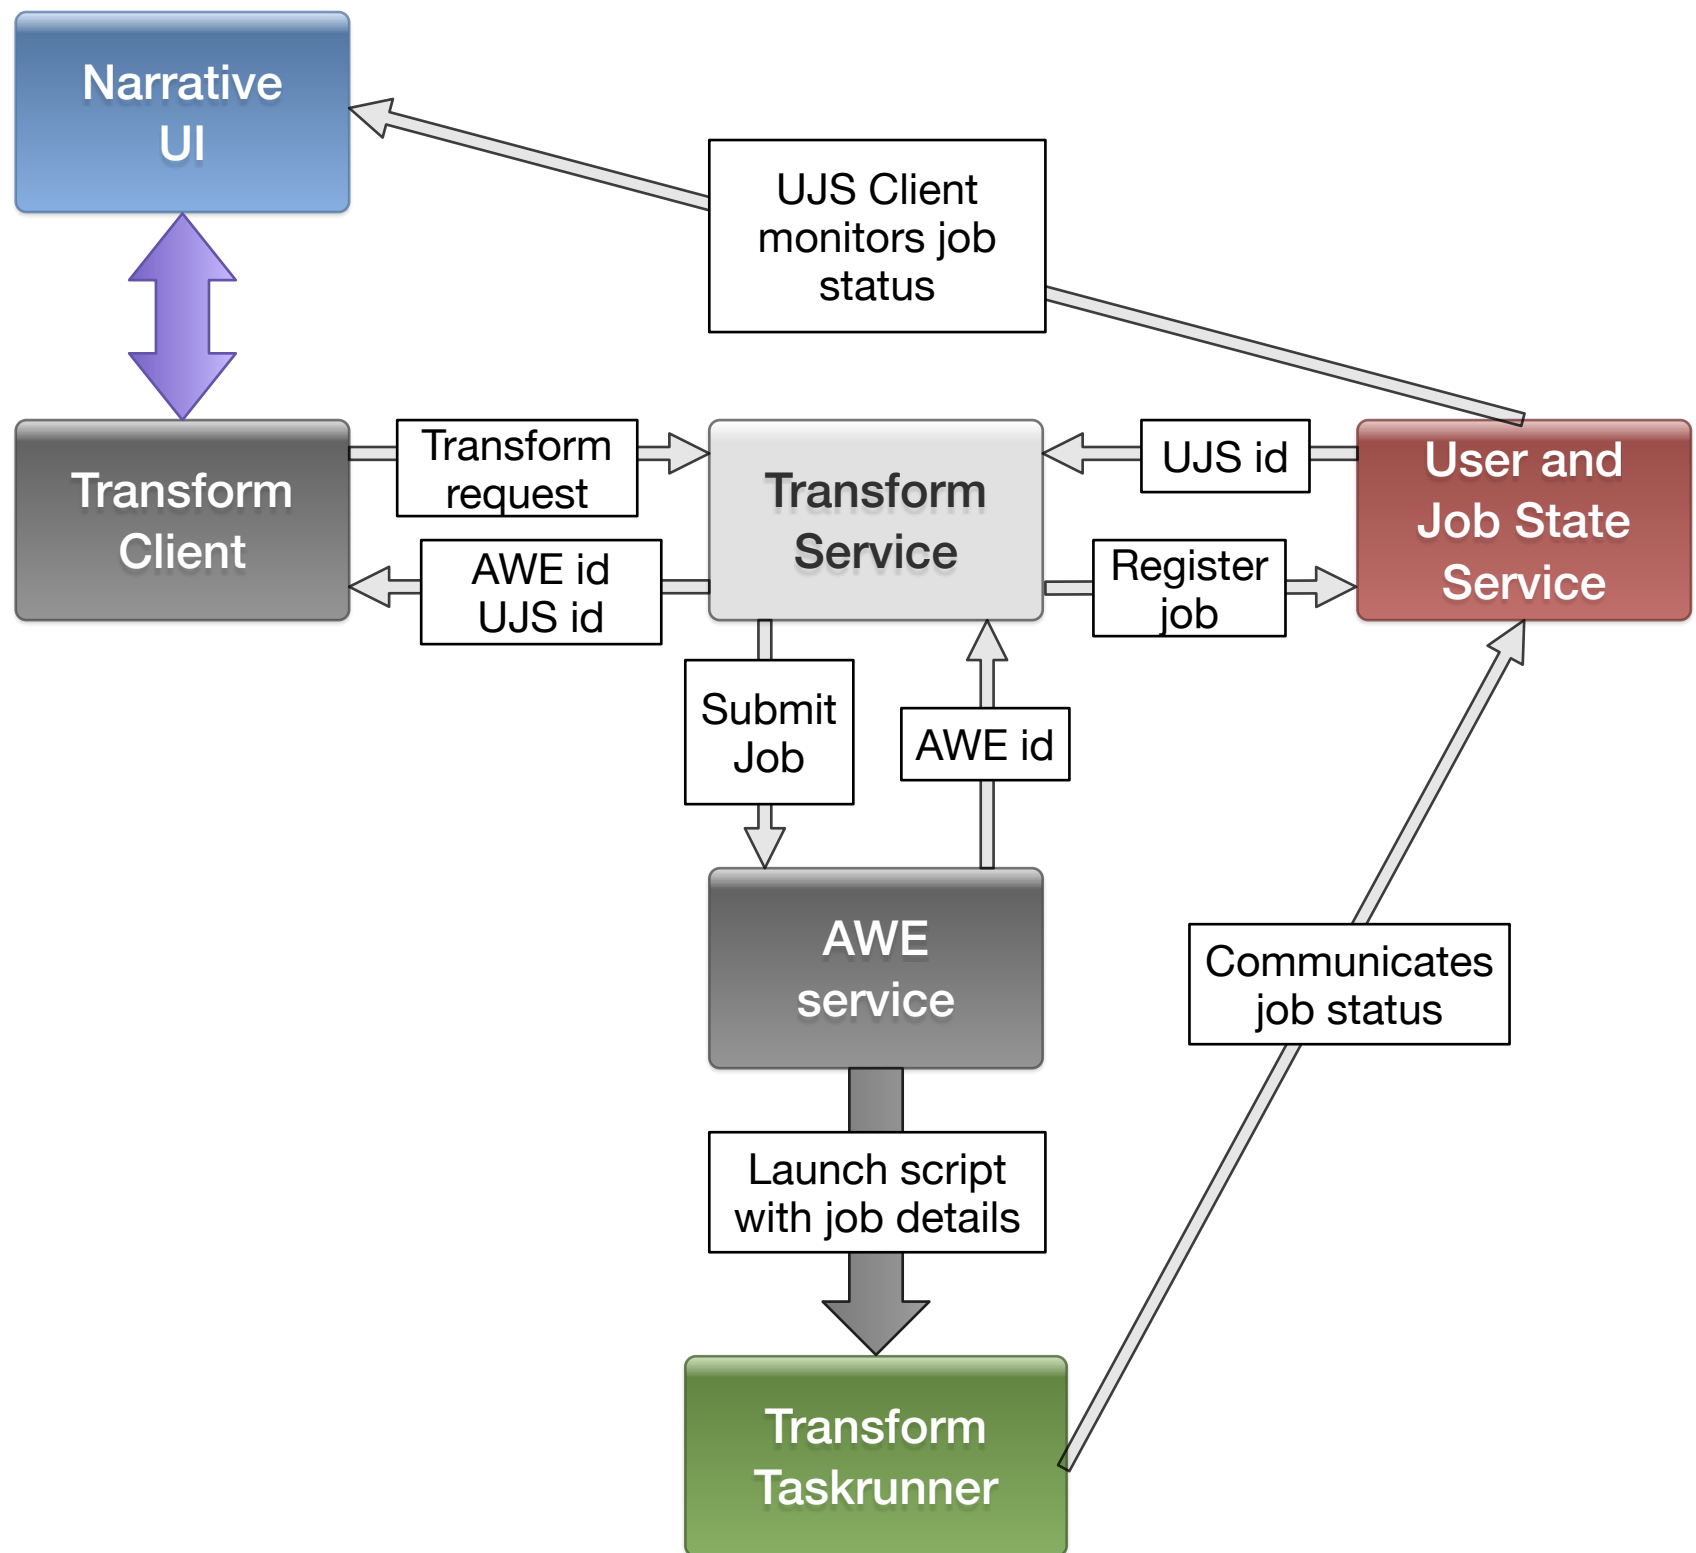 Narrative
UI
UJS Client
monitors job
status
Transform
Client
Transform
request
AWE id
UJS id
Transform
Service
UJS id
Register
job
User and
Job State
Service
Submit
Job
AWE id
AWE
service
Communicates
job status
Launch script
with job details
Transform
Taskrunner